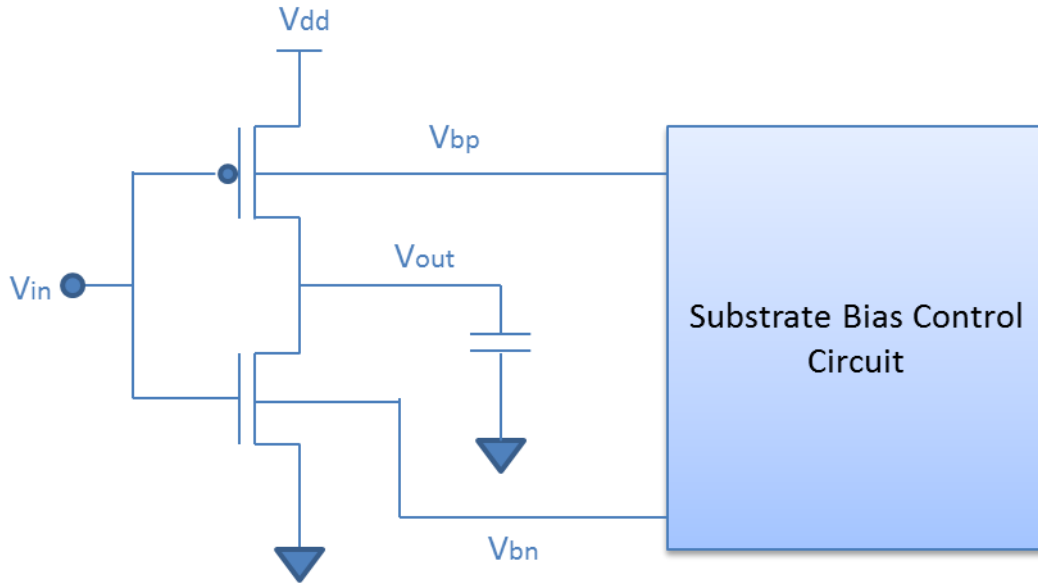 Vdd
Vbp
Vout
Vin
Substrate Bias Control
Circuit
Vbn